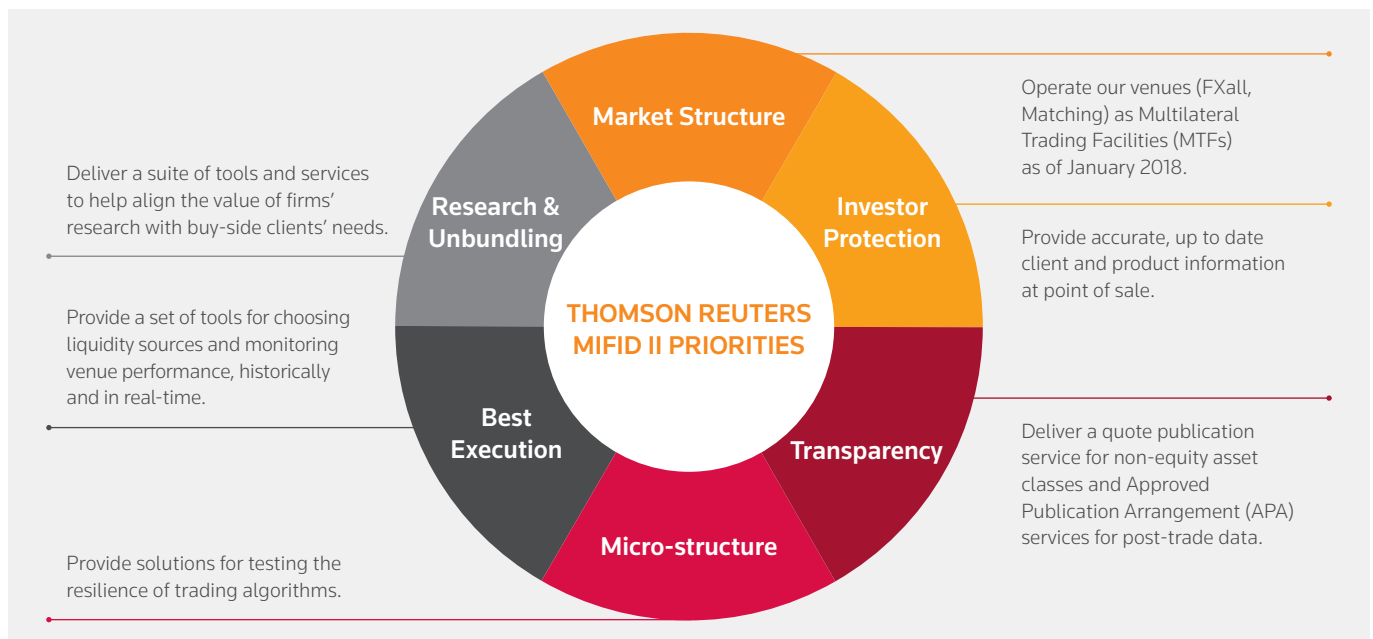 Market Structure
Operate our venues (FXall,
Matching) as Multilateral
Trading Facilities (MTFs)
as of January 2018.
Investor
Protection
Provide accurate, up to date
client and product information
at point of sale.
Transparency
Deliver a quote publication
service for non-equity asset
classes and Approved
Publication Arrangement (APA)
services for post-trade data.
Micro-structure
Provide solutions for testing the
resilience of trading algorithms.
Best
Execution
Provide a set of tools for choosing
liquidity sources and monitoring
venue performance, historically
and in real-time.
Research &
Unbundling
Deliver a suite of tools and services
to help align the value of firms’
research with buy-side clients’ needs.
THOMSON REUTERS
MIFID II PRIORITIES